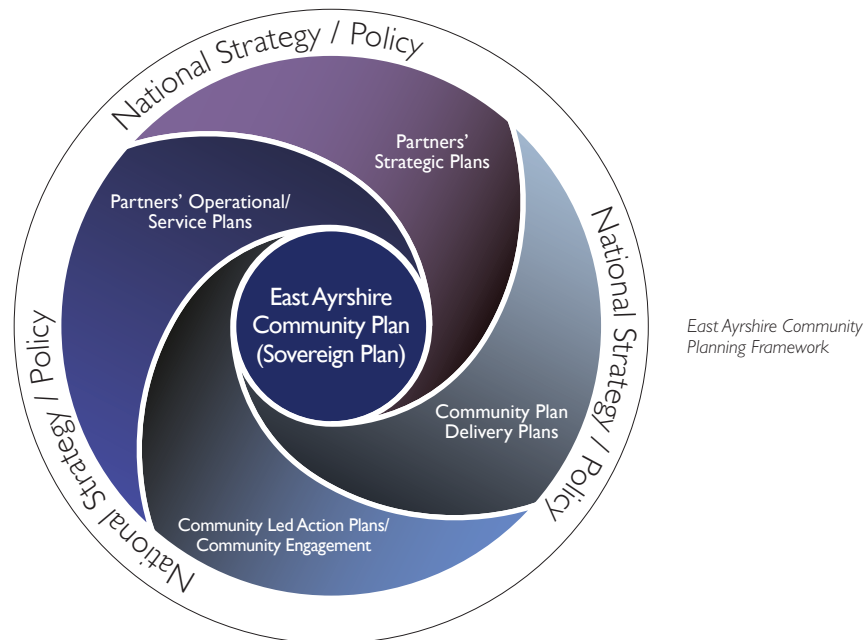 National Strategy / Policy
Partners’
Strategic Plans
Partners’ Operational/
Service Plans
National Strategy / Policy
East Ayrshire
Community Plan
(Sovereign Plan)
East Ayrshire Community
Planning Framework
National Strategy / Policy
Community Plan
Delivery Plans
Community Led Action Plans/
Community Engagement